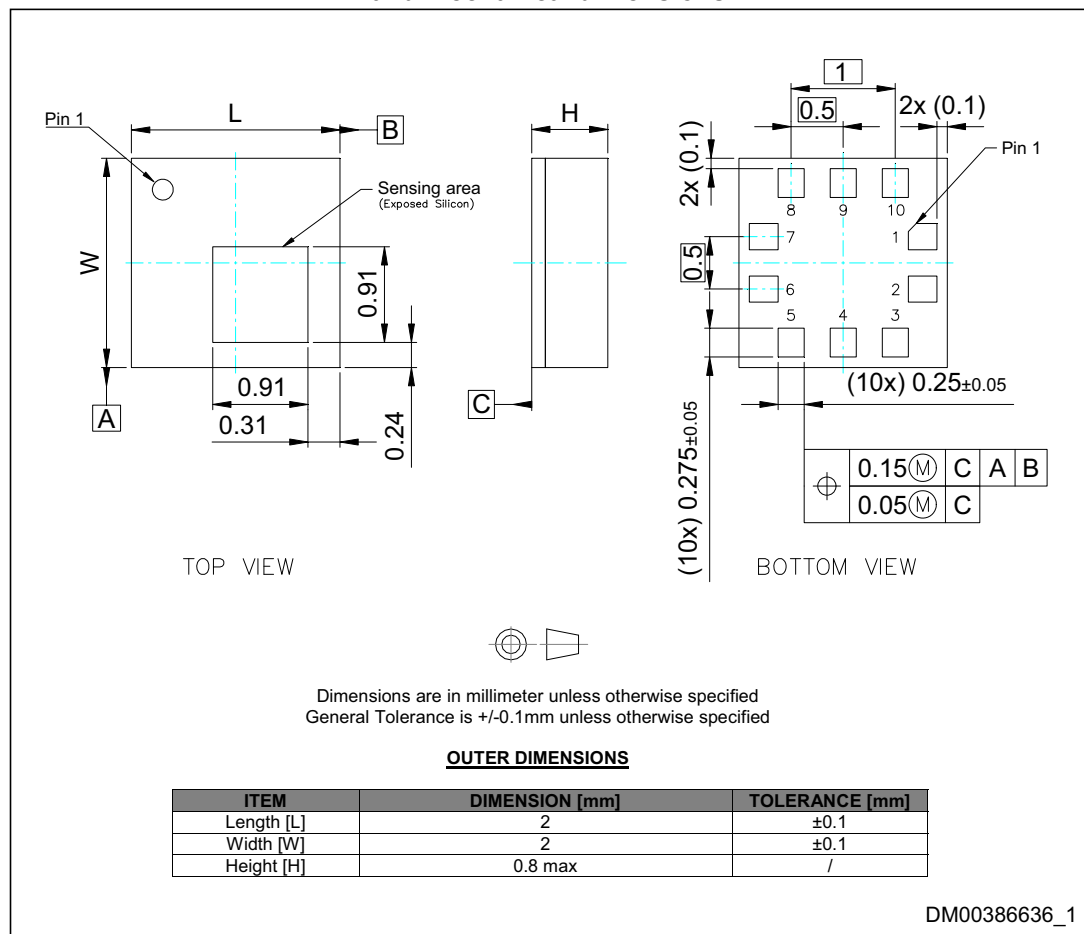 Pin 1
L
B
W
Sensing area
(Exposed Silicon)
0.91
0.91
0.31
0.24
A
TOP VIEW
H
C
1
0.5
2x (0.1)
2x (0.1)
Pin 1
8 9 10
7 1
0.5
6 2
5 4 3
(10x) 0.25±0.05
(10x) 0.275±0.05
0.15Ⓜ C A B
0.05Ⓜ C
BOTTOM VIEW
Dimensions are in millimeter unless otherwise specified
General Tolerance is +/-0.1mm unless otherwise specified
OUTER DIMENSIONS
ITEM DIMENSION [mm] TOLERANCE [mm]
Length [L] 2 ±0.1
Width [W] 2 ±0.1
Height [H] 0.8 max /
DM00386636_1